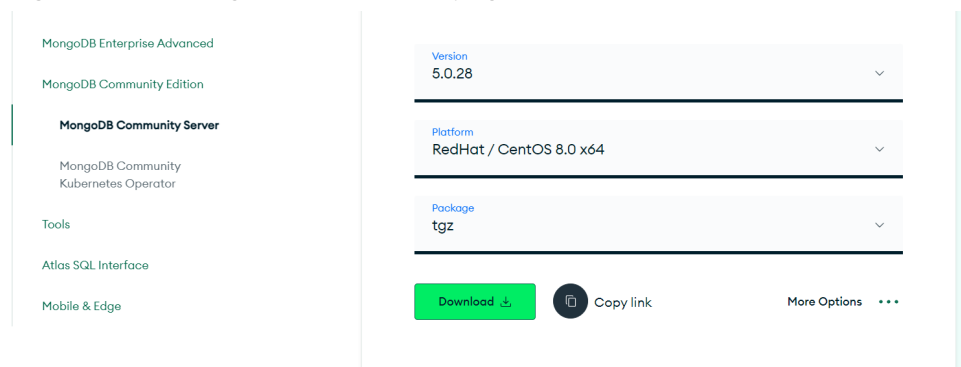 MongoDB Enterprise Advanced
MongoDB Community Edition
MongoDB Community Server
MongoDB Community
Kubernetes Operator
Tools
Atlas SQL Interface
Mobile & Edge
Version
5.0.28
Platform
RedHat / CentOS 8.0 x64
Package
tgz
Download
Copy link
More Options